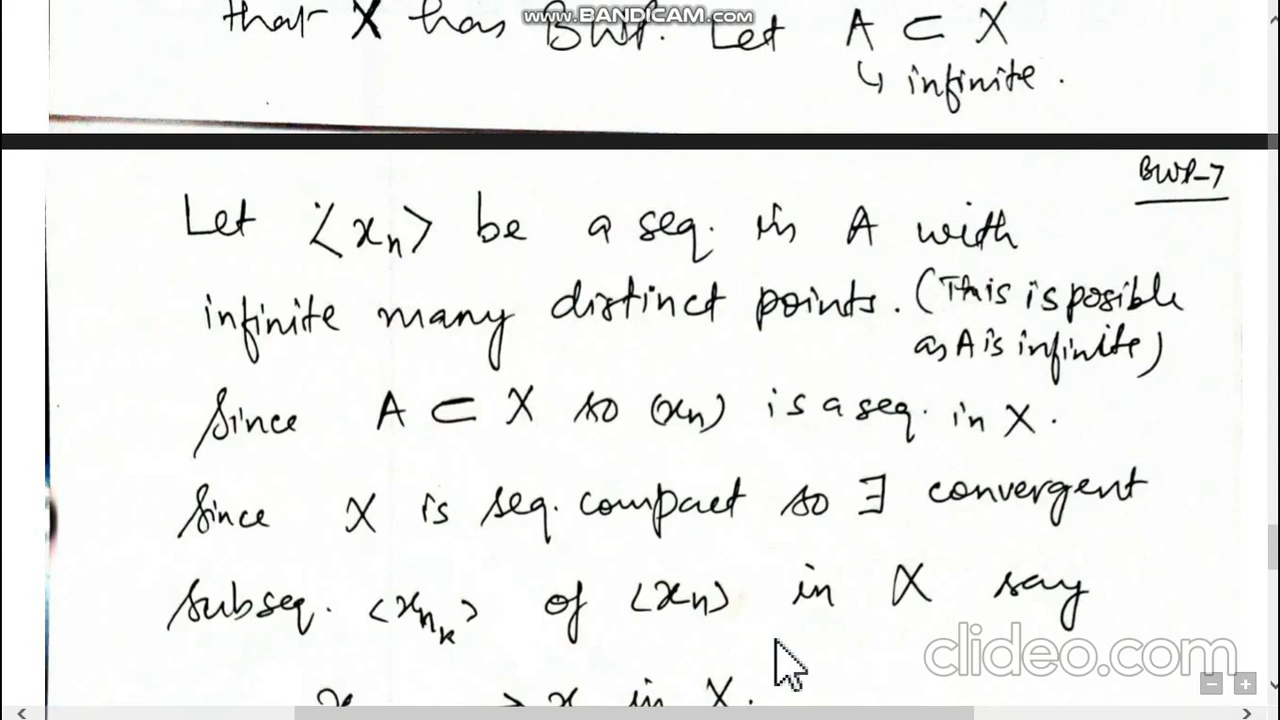 www.BANDICAM.com
that X has BWP. Let A ⊂ X
↳ infinite.
BWP-7
Let <xn> be a seq. in A with
infinite many distinct points. (This is posible
as A is infinite)
Since A ⊂ X so (xn) is a seq. in X.
Since X is seq. compact so ∃ convergent
subseq. <xnk> of <xn> in X say
x in X.
clideo.com